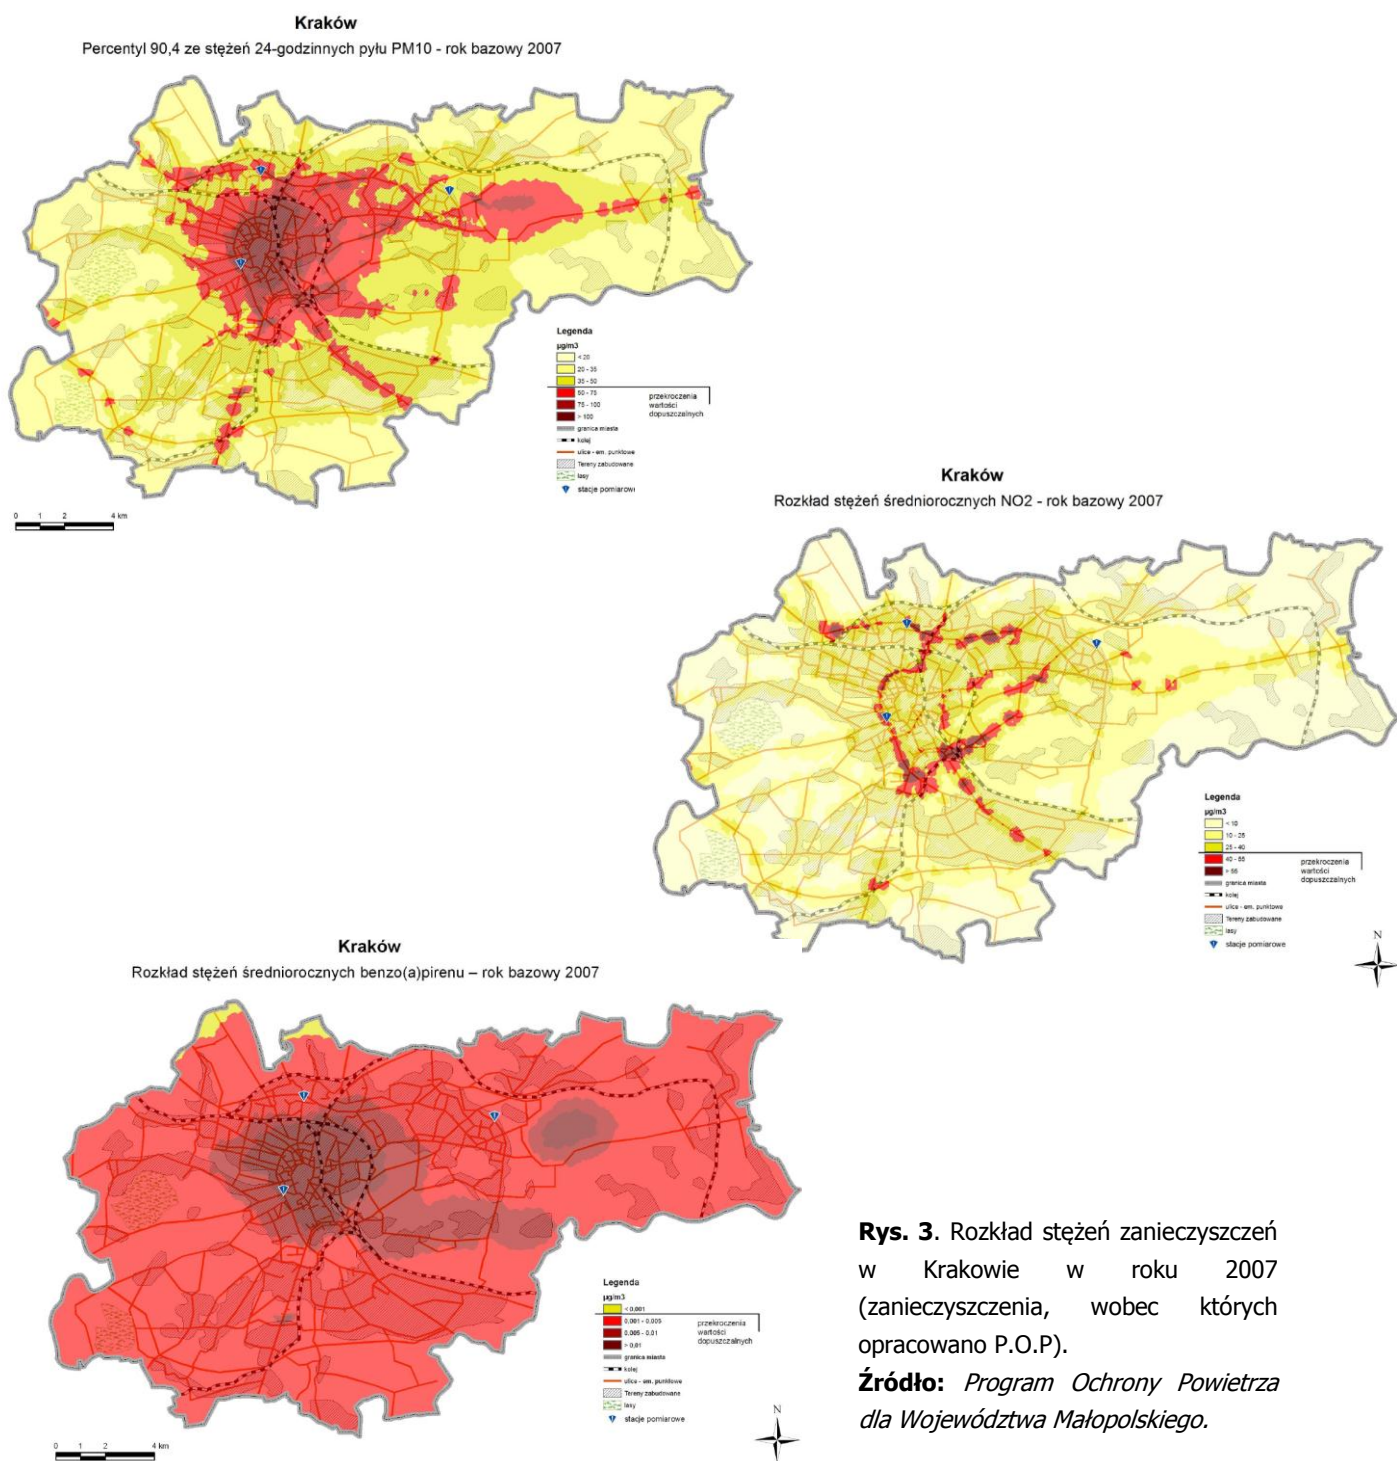 Kraków
Percentyl 90,4 ze stężeń 24-godzinnych pyłu PM10 - rok bazowy 2007
Legenda
µg/m3
< 20
20 - 35
35 - 50
50 - 75
75 - 100
> 100
przekroczenia
wartości
dopuszczalnych
granica miasta
kolej
ulice - em. punktowe
Tereny zabudowane
lasy
stacje pomiarowe
0 1 2 4 km
Kraków
Rozkład stężeń średniorocznych NO2 - rok bazowy 2007
Legenda
µg/m3
< 10
10 - 25
25 - 40
40 - 55
> 55
przekroczenia
wartości
dopuszczalnych
granica miasta
kolej
ulice - em. punktowe
Tereny zabudowane
lasy
stacje pomiarowe
N
Kraków
Rozkład stężeń średniorocznych benzo(a)pirenu – rok bazowy 2007
Legenda
µg/m3
< 0,001
0,001 - 0,005
0,005 - 0,01
> 0,01
przekroczenia
wartości
dopuszczalnych
granica miasta
kolej
ulice - em. punktowe
Tereny zabudowane
lasy
stacje pomiarowe
N
0 1 2 4 km
Rys. 3. Rozkład stężeń zanieczyszczeń
w Krakowie w roku 2007
(zanieczyszczenia, wobec których
opracowano P.O.P).
Źródło: Program Ochrony Powietrza
dla Województwa Małopolskiego.